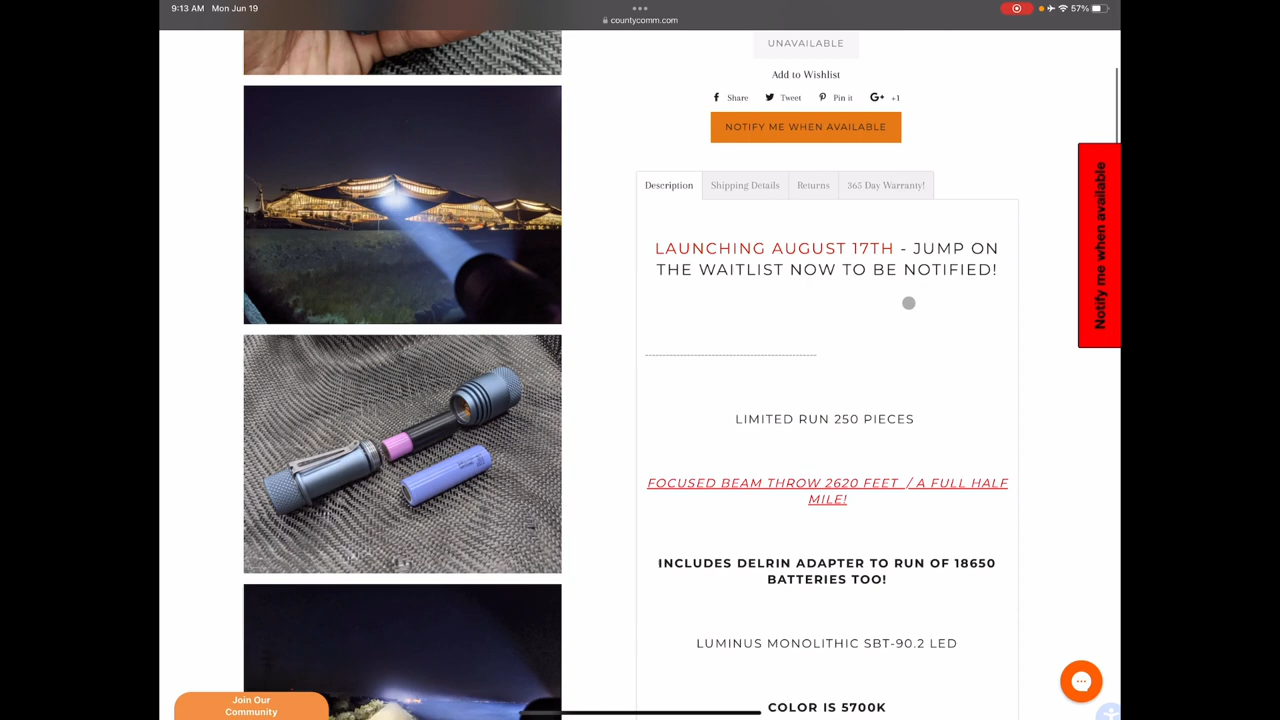 9:13 AM Mon Jun 19
57%
countycomm.com
UNAVAILABLE
Add to Wishlist
Share Tweet Pin it G+ +1
NOTIFY ME WHEN AVAILABLE
Description Shipping Details Returns 365 Day Warranty!
LAUNCHING AUGUST 17TH - JUMP ON
THE WAITLIST NOW TO BE NOTIFIED!
-------------------------------------------------------
LIMITED RUN 250 PIECES
FOCUSED BEAM THROW 2620 FEET / A FULL HALF
MILE!
INCLUDES DELRIN ADAPTER TO RUN OF 18650
BATTERIES TOO!
LUMINUS MONOLITHIC SBT-90.2 LED
COLOR IS 5700K
Notify me when available
Join Our
Community